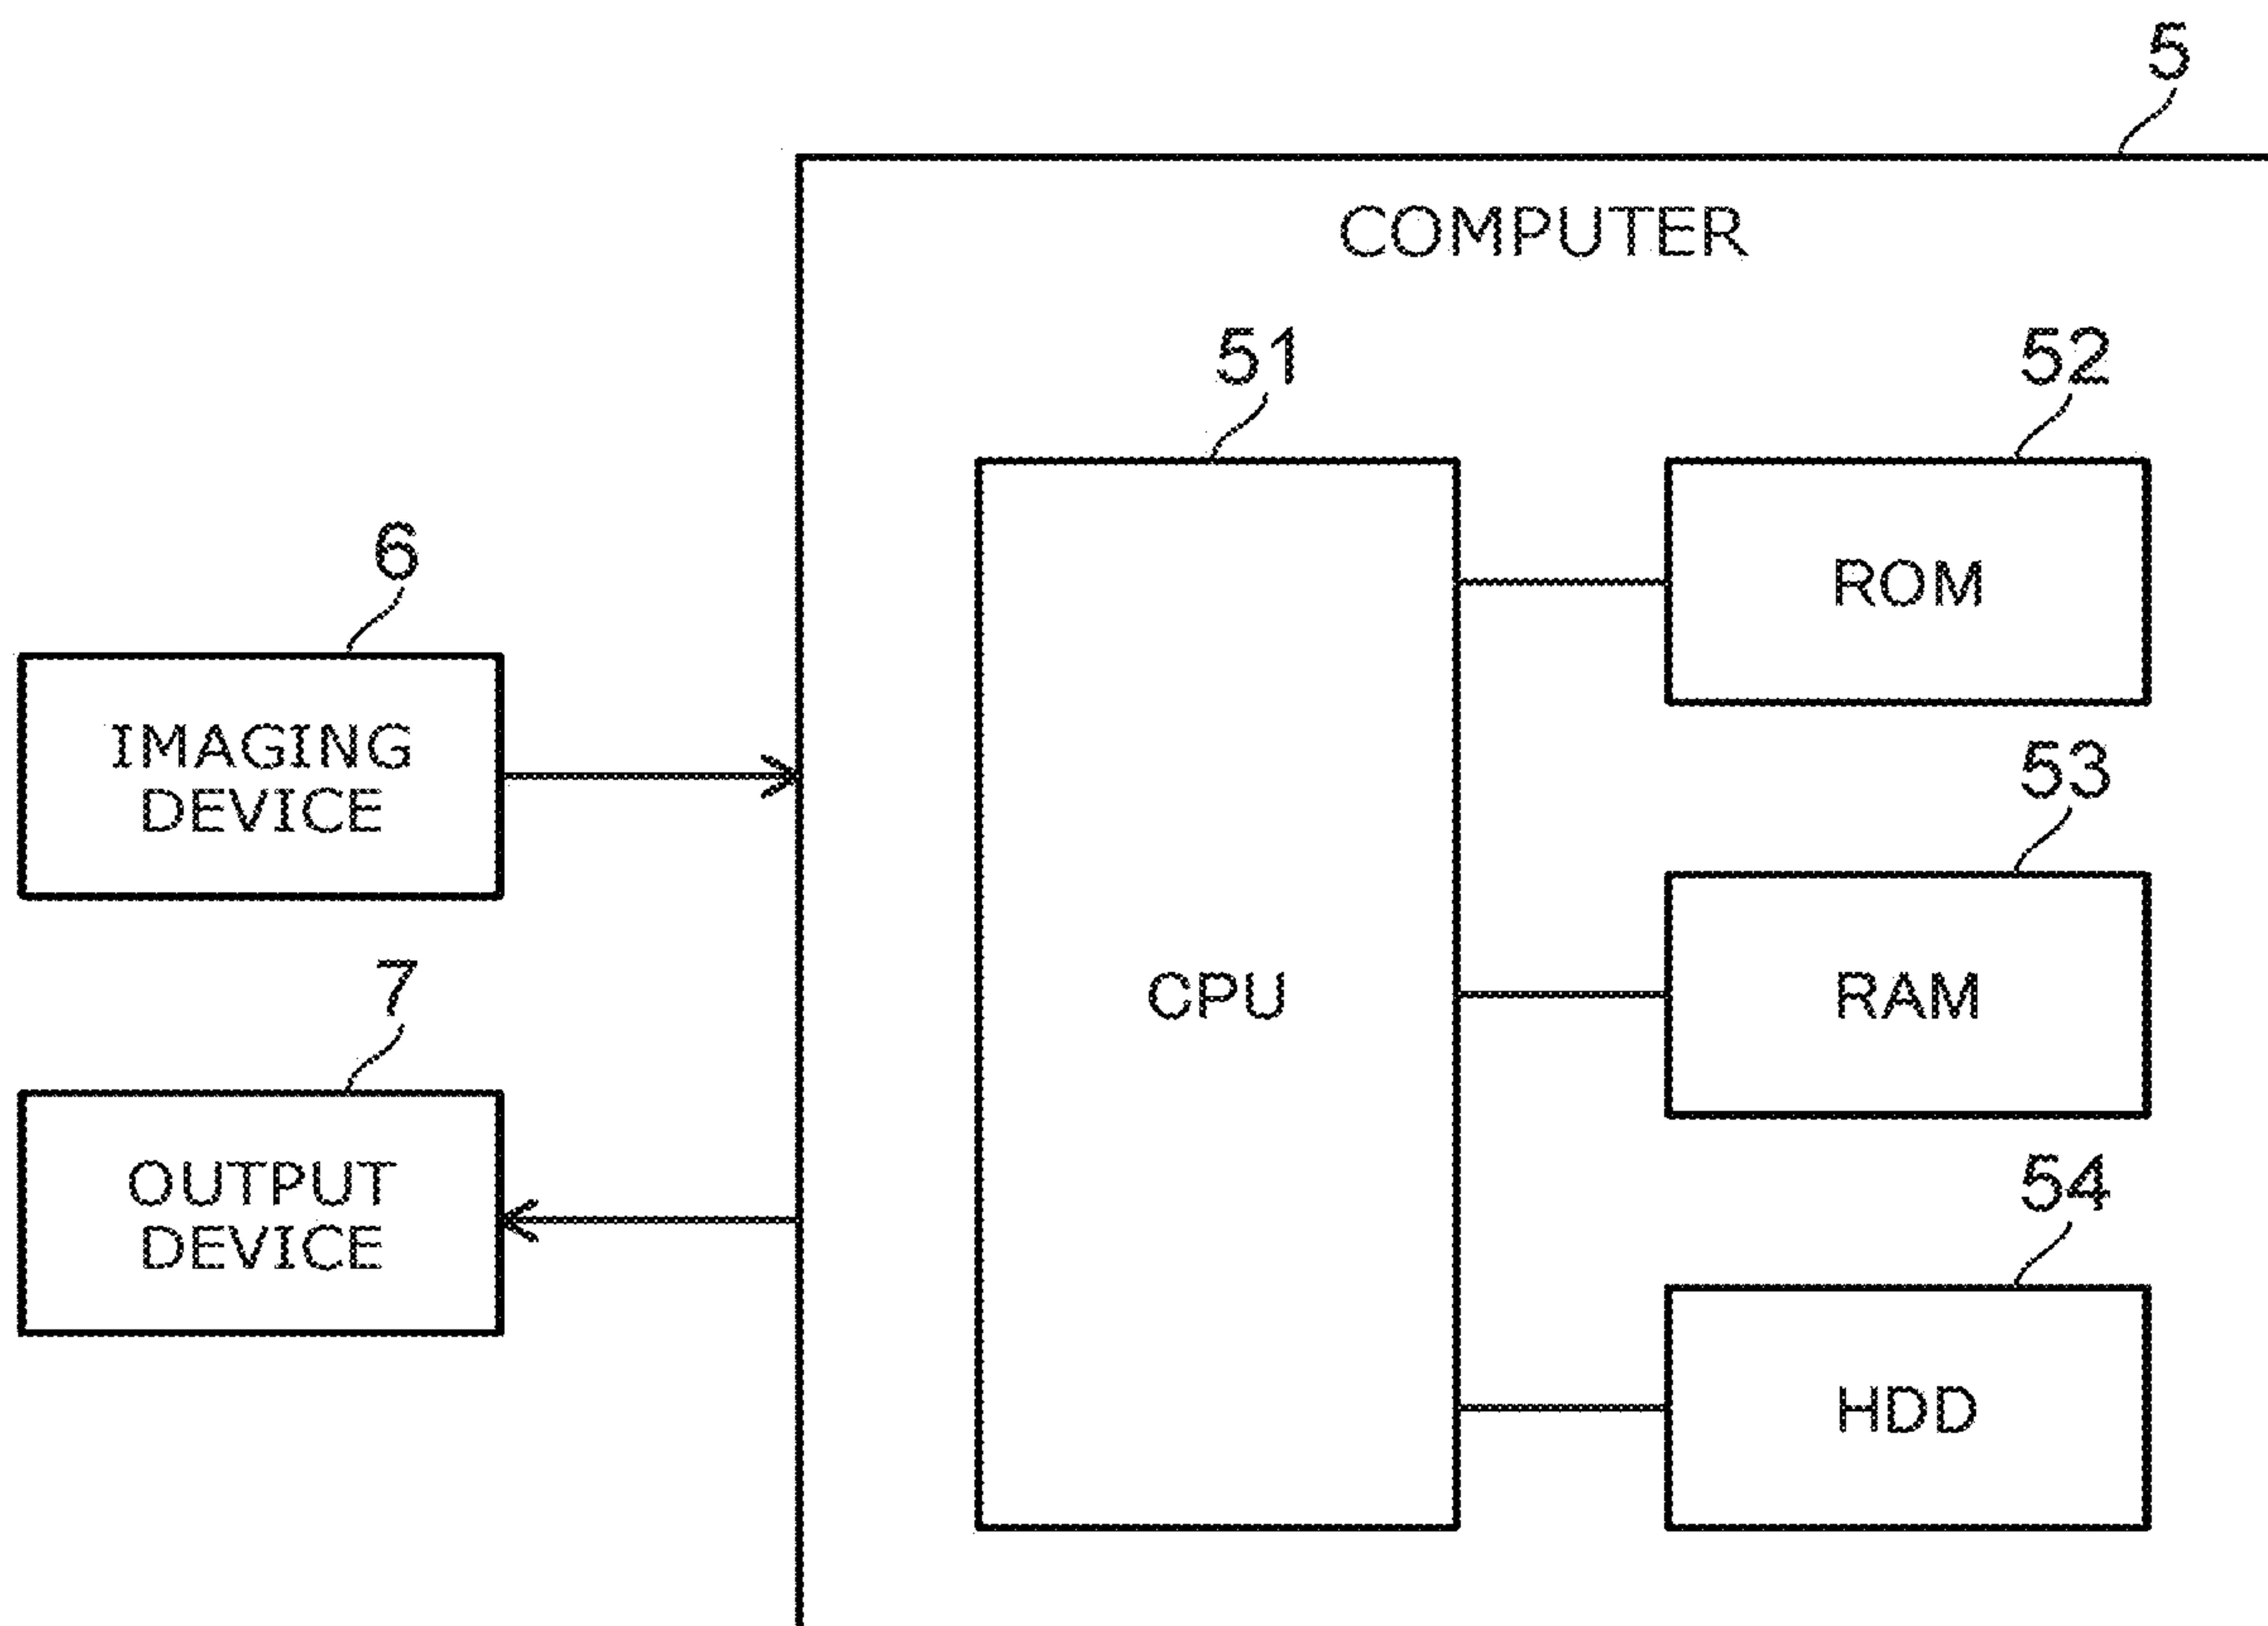 5
COMPUTER
51
52
6
ROM
IMAGING
DEVICE
53
7
CPU
RAM
OUTPUT
DEVICE
54
HDD